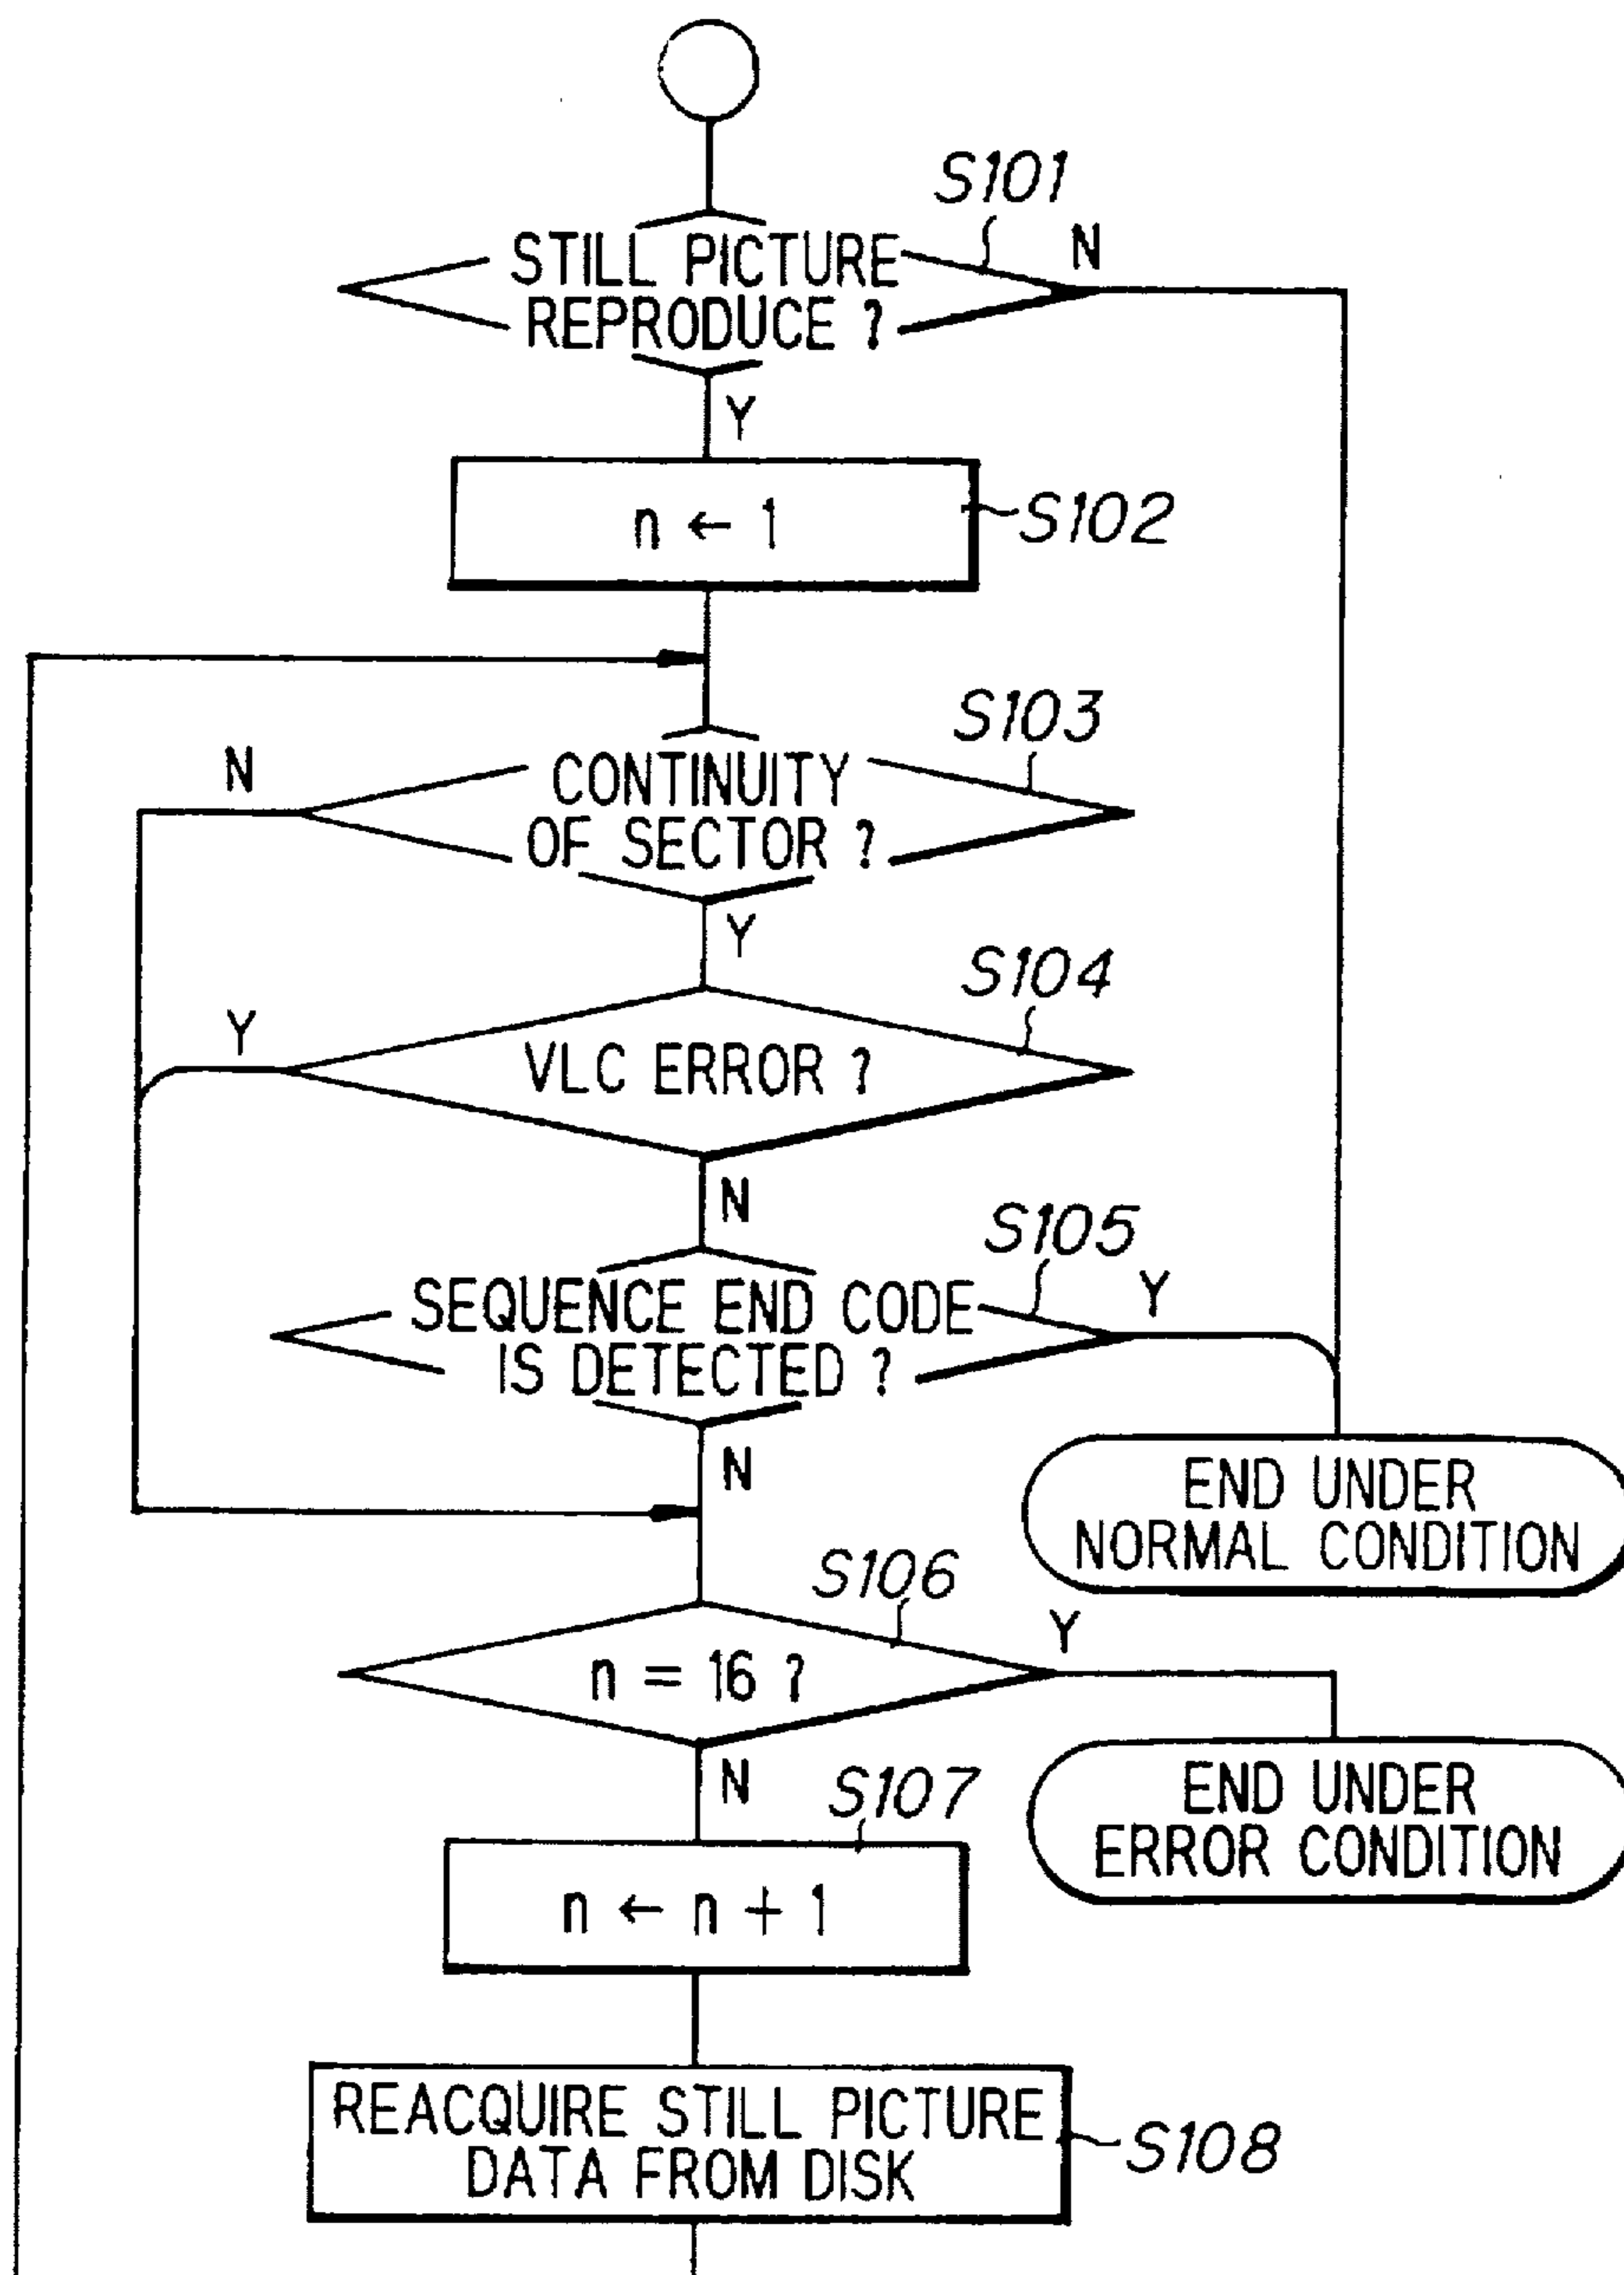 S101
STILL PICTURE
REPRODUCE ?
N
Y
n ← 1
S102
S103
N
CONTINUITY
OF SECTOR ?
Y
S104
Y
VLC ERROR ?
N
S105
SEQUENCE END CODE
IS DETECTED ?
Y
N
END UNDER
NORMAL CONDITION
S106
n = 16 ?
Y
N
END UNDER
ERROR CONDITION
S107
n ← n + 1
REACQUIRE STILL PICTURE
DATA FROM DISK
S108